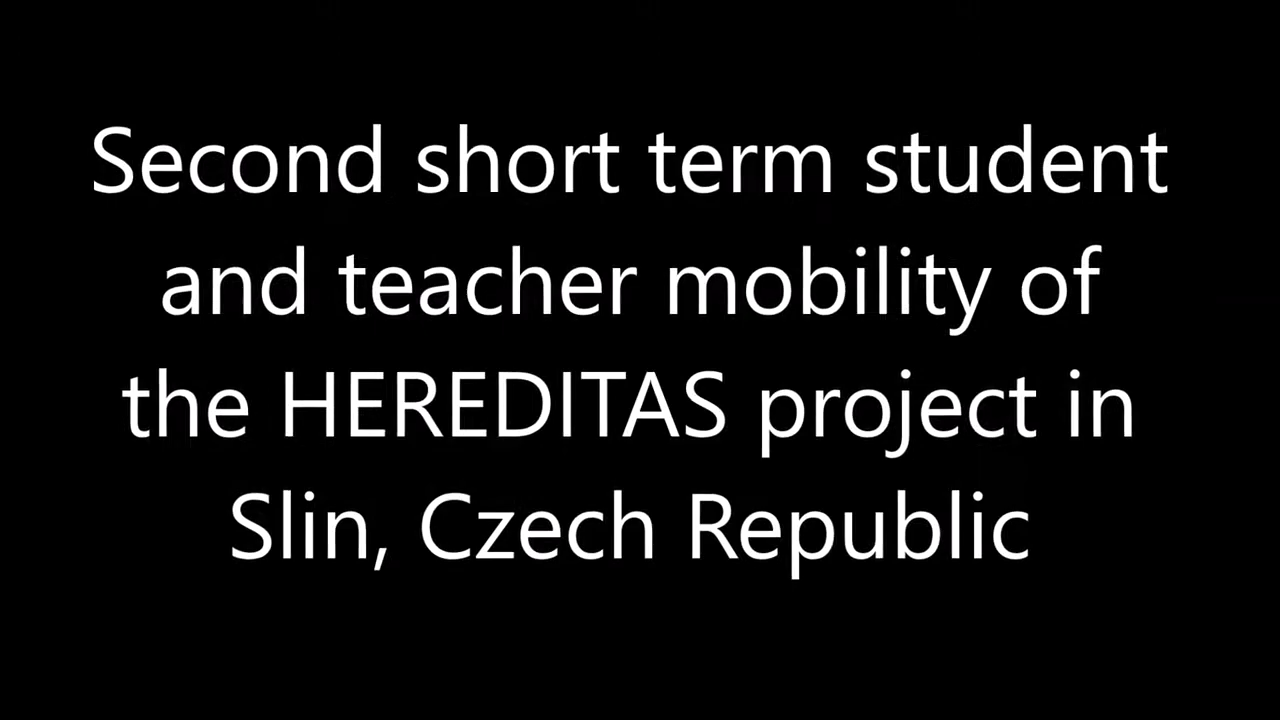 Second short term student
and teacher mobility of
the HEREDITAS project in
Slin, Czech Republic